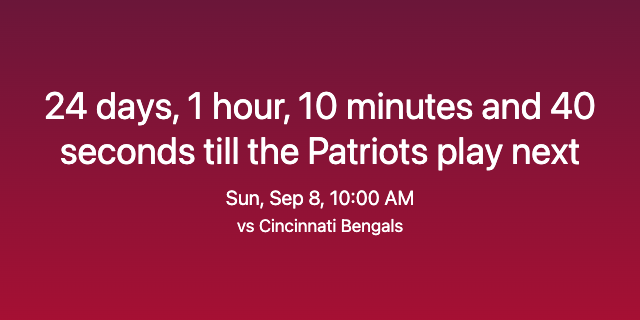 24 days, 1 hour, 10 minutes and 40
seconds till the Patriots play next
Sun, Sep 8, 10:00 AM
vs Cincinnati Bengals